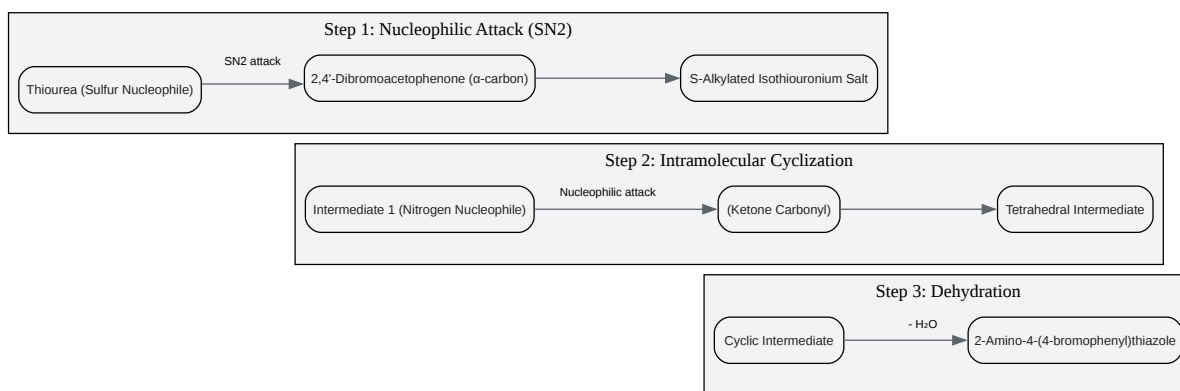 Step 1: Nucleophilic Attack (SN2)
Thiourea (Sulfur Nucleophile)
SN2 attack
2,4'-Dibromoacetophenone (α-carbon)
S-Alkylated Isothiouronium Salt
Step 2: Intramolecular Cyclization
Intermediate 1 (Nitrogen Nucleophile)
Nucleophilic attack
(Ketone Carbonyl)
Tetrahedral Intermediate
Step 3: Dehydration
Cyclic Intermediate
- H₂O
2-Amino-4-(4-bromophenyl)thiazole